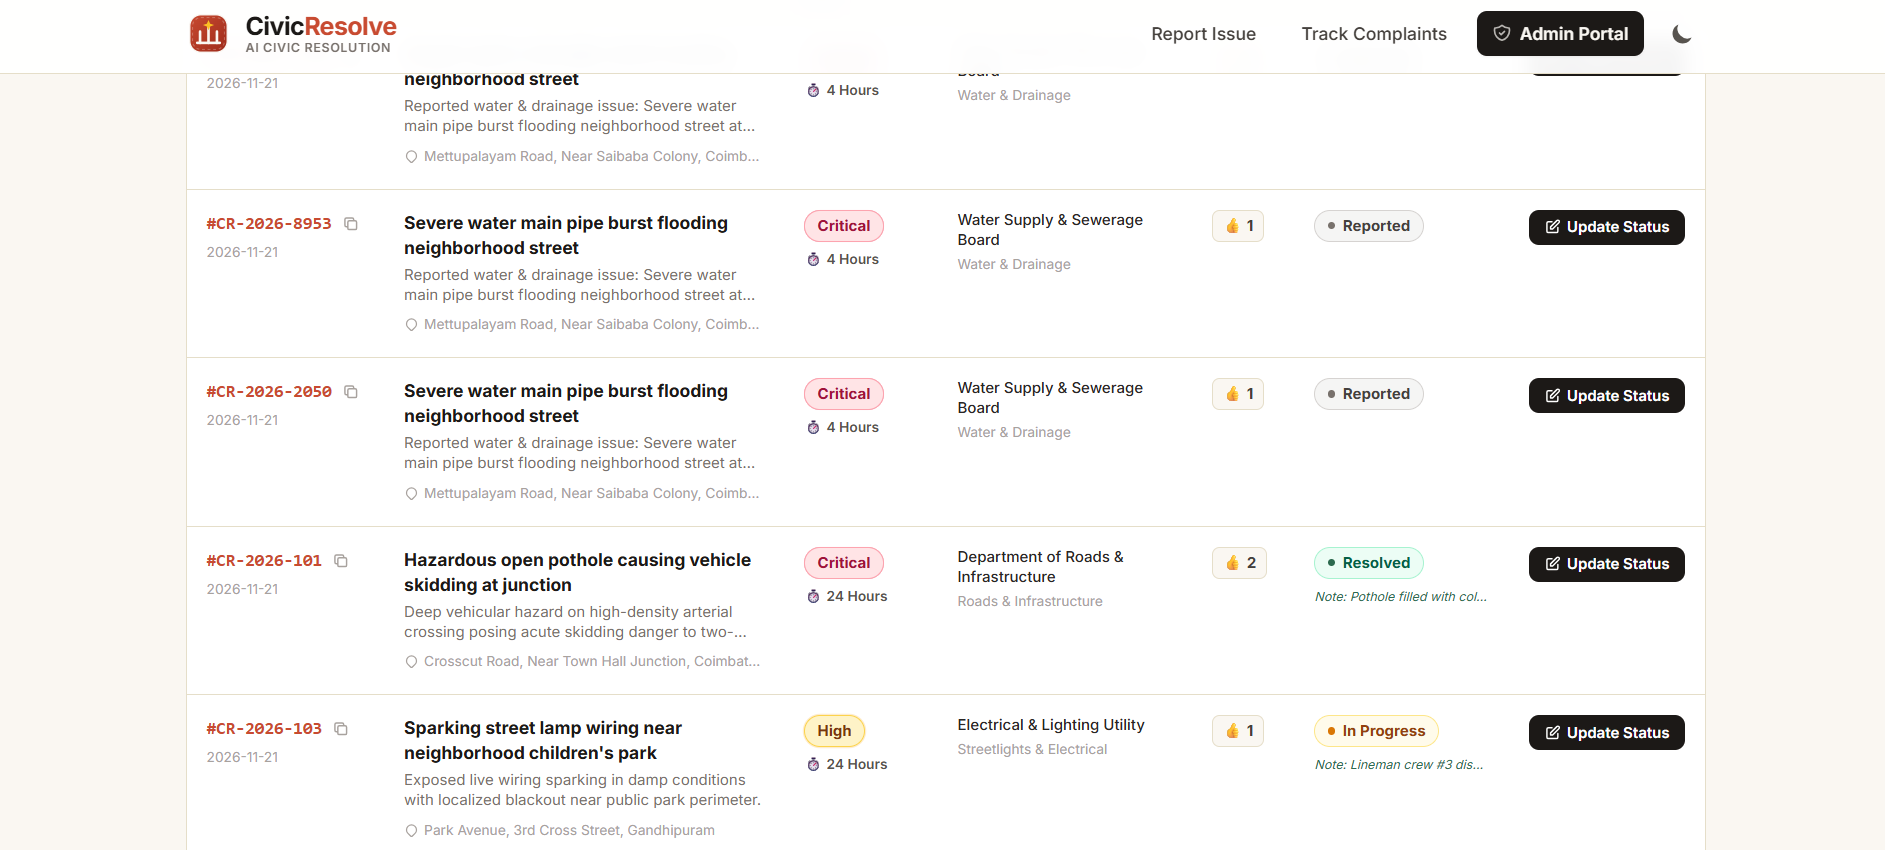 CivicResolve
AI CIVIC RESOLUTION
Report Issue
Track Complaints
Admin Portal
2026-11-21
neighborhood street
Reported water & drainage issue: Severe water
main pipe burst flooding neighborhood street at...
Mettupalayam Road, Near Saibaba Colony, Coimb...
4 Hours
Board
Water & Drainage
#CR-2026-8953
2026-11-21
Severe water main pipe burst flooding
neighborhood street
Reported water & drainage issue: Severe water
main pipe burst flooding neighborhood street at...
Mettupalayam Road, Near Saibaba Colony, Coimb...
Critical
4 Hours
Water Supply & Sewerage
Board
Water & Drainage
1
Reported
Update Status
#CR-2026-2050
2026-11-21
Severe water main pipe burst flooding
neighborhood street
Reported water & drainage issue: Severe water
main pipe burst flooding neighborhood street at...
Mettupalayam Road, Near Saibaba Colony, Coimb...
Critical
4 Hours
Water Supply & Sewerage
Board
Water & Drainage
1
Reported
Update Status
#CR-2026-101
2026-11-21
Hazardous open pothole causing vehicle
skidding at junction
Deep vehicular hazard on high-density arterial
crossing posing acute skidding danger to two-...
Crosscut Road, Near Town Hall Junction, Coimbat...
Critical
24 Hours
Department of Roads &
Infrastructure
Roads & Infrastructure
2
Resolved
Note: Pothole filled with col...
Update Status
#CR-2026-103
2026-11-21
Sparking street lamp wiring near
neighborhood children's park
Exposed live wiring sparking in damp conditions
with localized blackout near public park perimeter.
Park Avenue, 3rd Cross Street, Gandhipuram
High
24 Hours
Electrical & Lighting Utility
Streetlights & Electrical
1
In Progress
Note: Lineman crew #3 dis...
Update Status